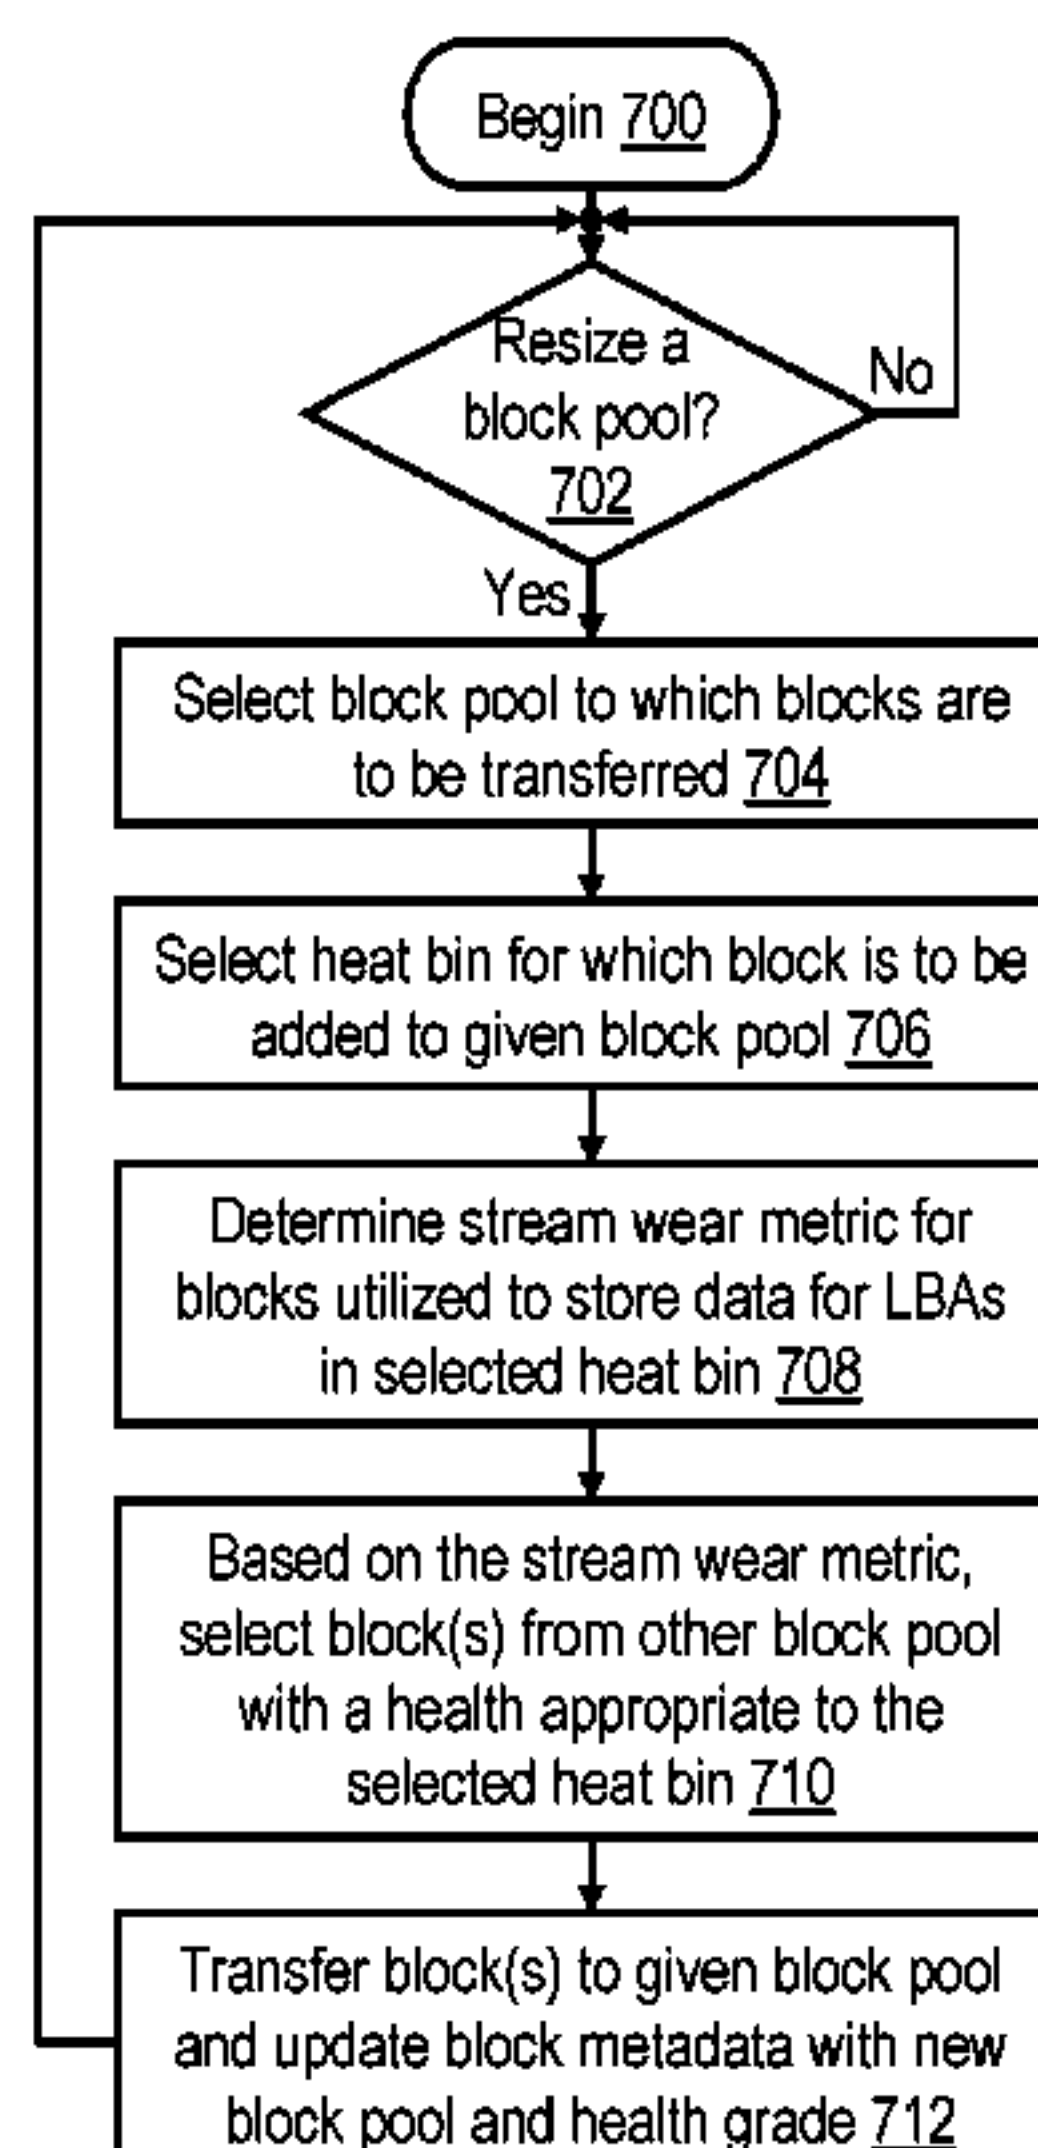 Begin 700
Resize a
block pool?
702
No
Yes
Select block pool to which blocks are
to be transferred 704
Select heat bin for which block is to be
added to given block pool 706
Determine stream wear metric for
blocks utilized to store data for LBAs
in selected heat bin 708
Based on the stream wear metric,
select block(s) from other block pool
with a health appropriate to the
selected heat bin 710
Transfer block(s) to given block pool
and update block metadata with new
block pool and health grade 712